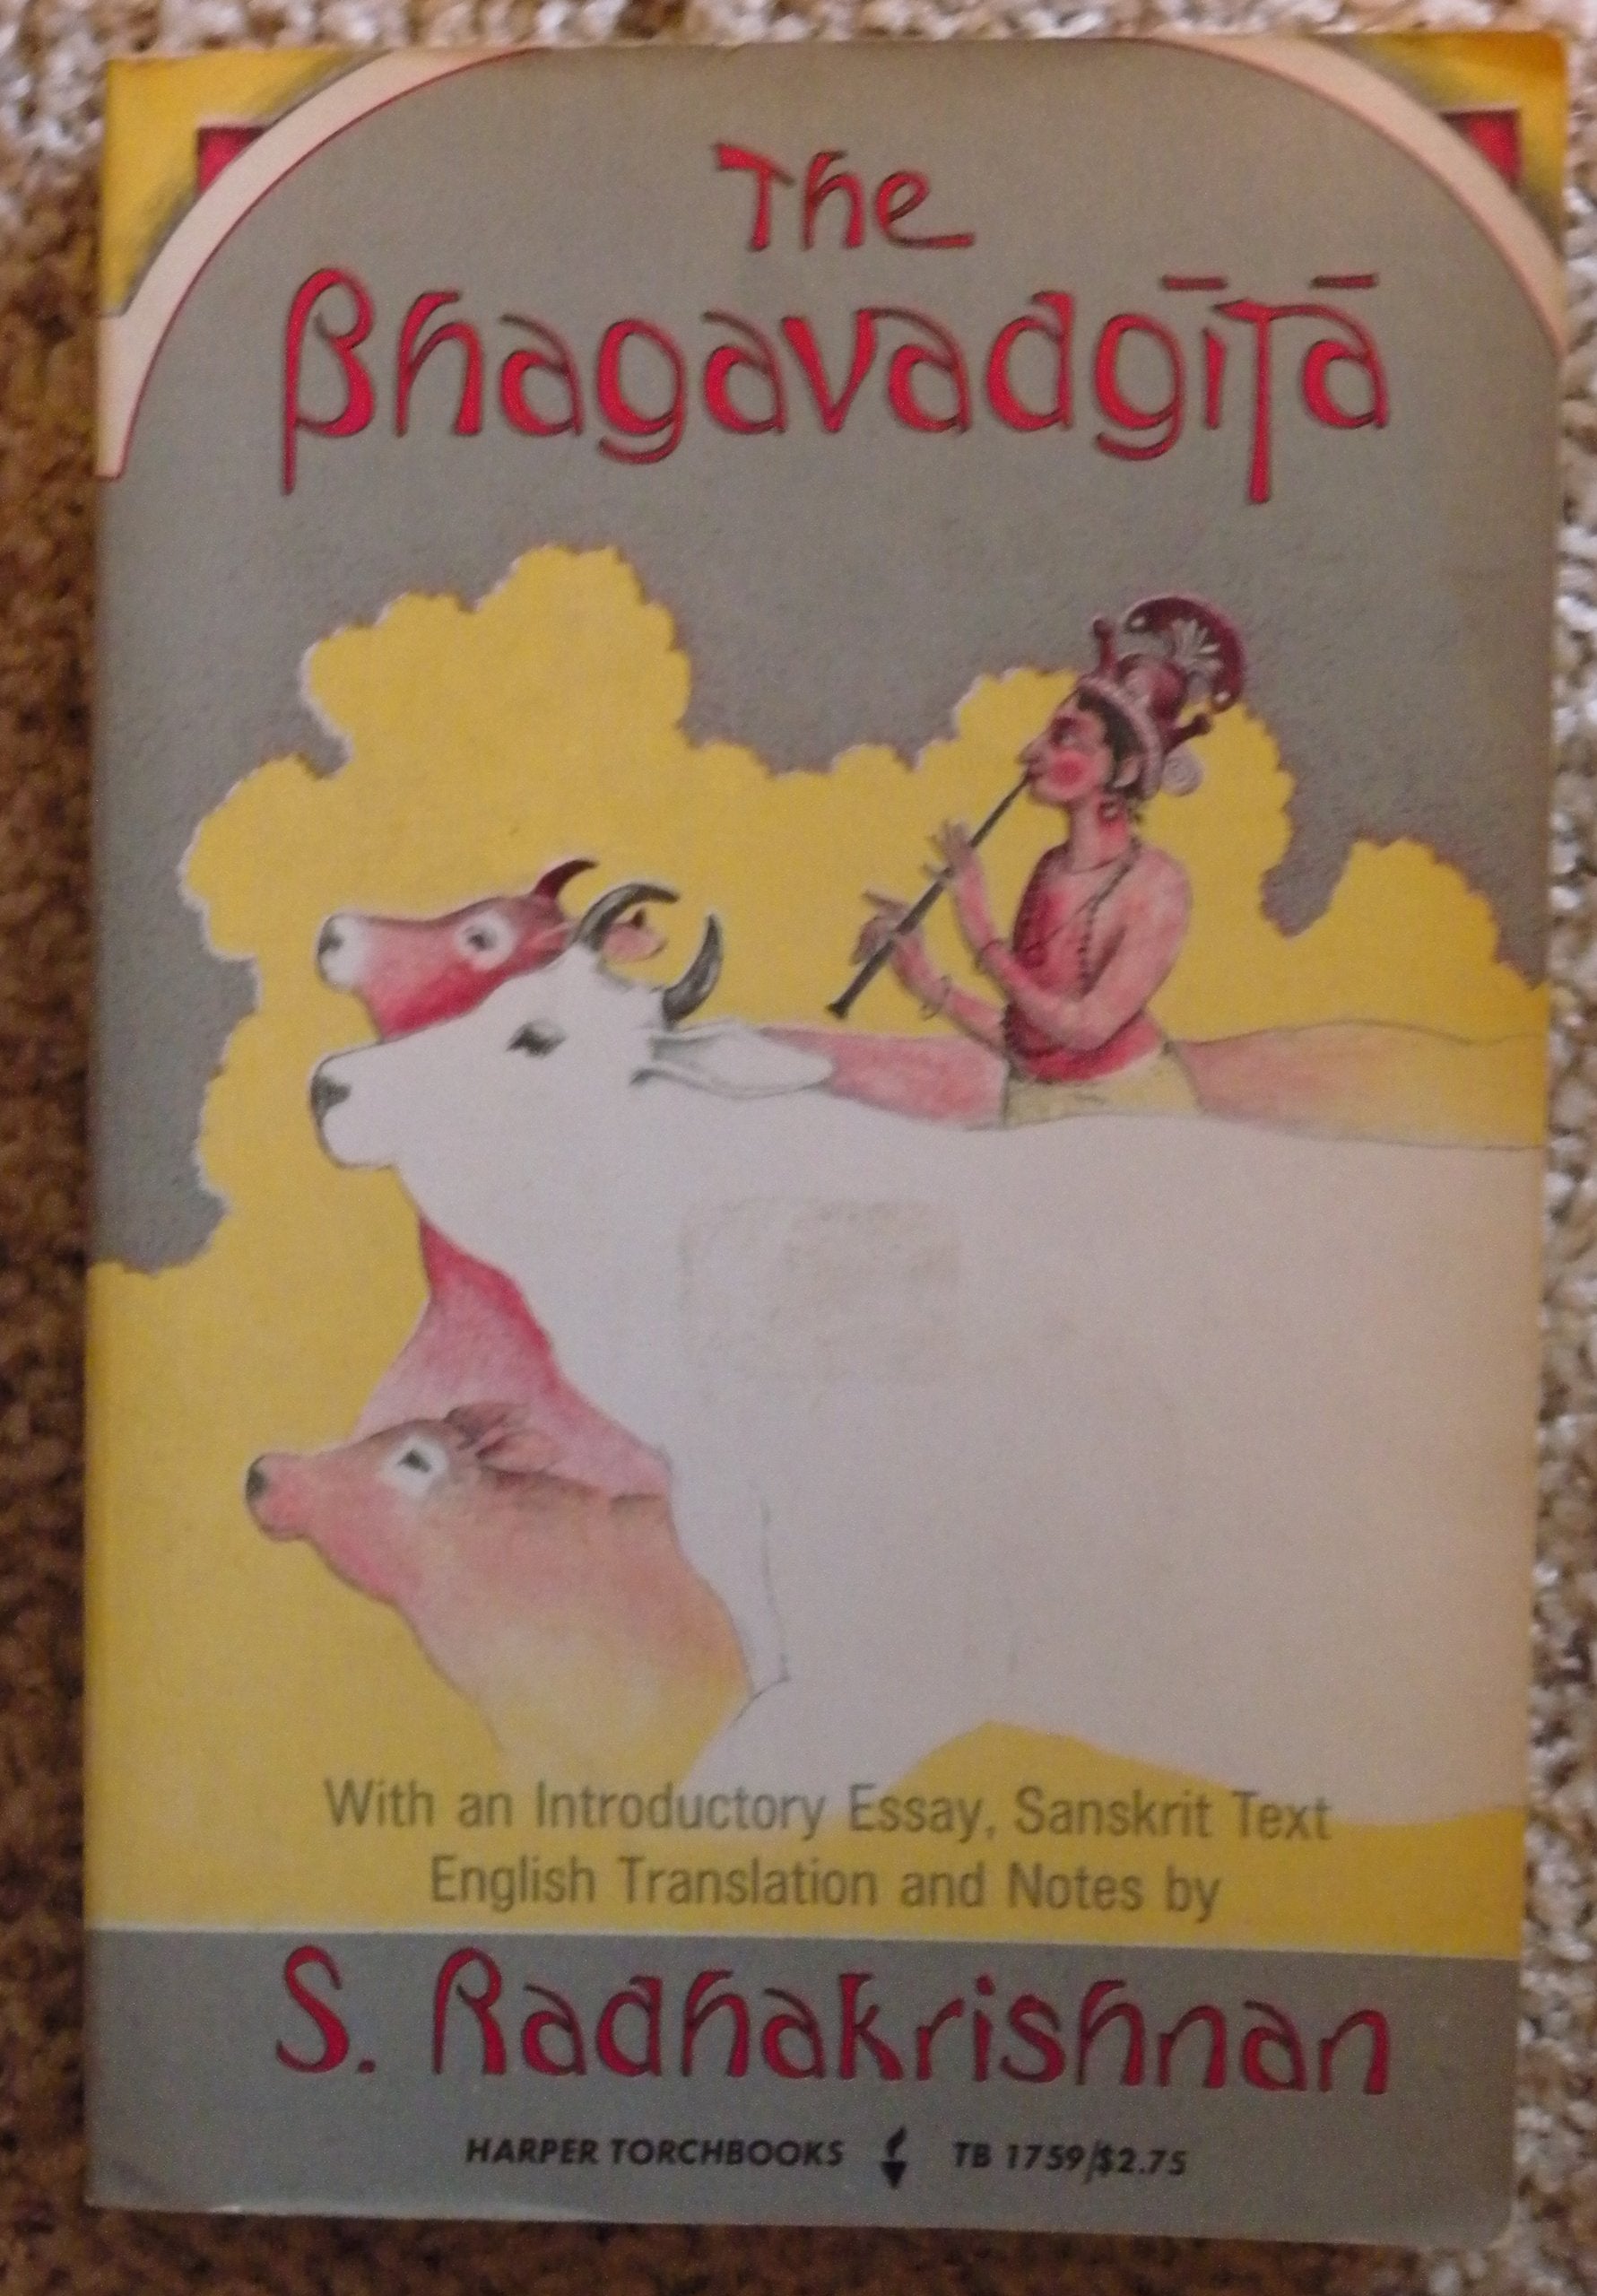 The
Bhagavadgītā
With an Introductory Essay, Sanskrit Text
English Translation and Notes by
S. Radhakrishnan
HARPER TORCHBOOKS TB 1759/$2.75